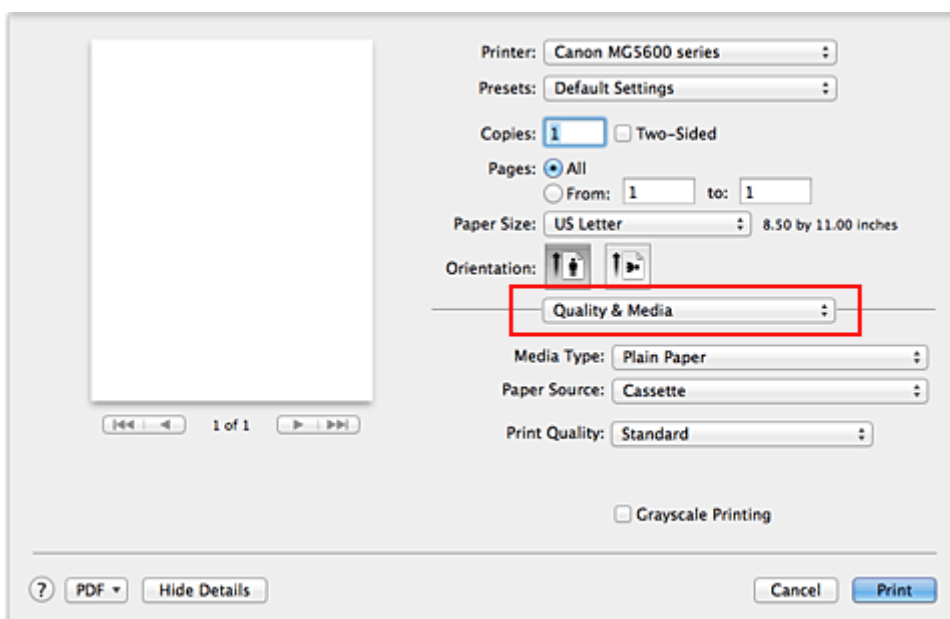 Printer: Canon MG5600 series
Presets: Default Settings
Copies: 1 Two-Sided
Pages: All
From: 1 to: 1
Paper Size: US Letter 8.50 by 11.00 inches
Orientation:
Quality & Media
Media Type: Plain Paper
Paper Source: Cassette
1 of 1
Print Quality: Standard
Grayscale Printing
? PDF Hide Details Cancel Print